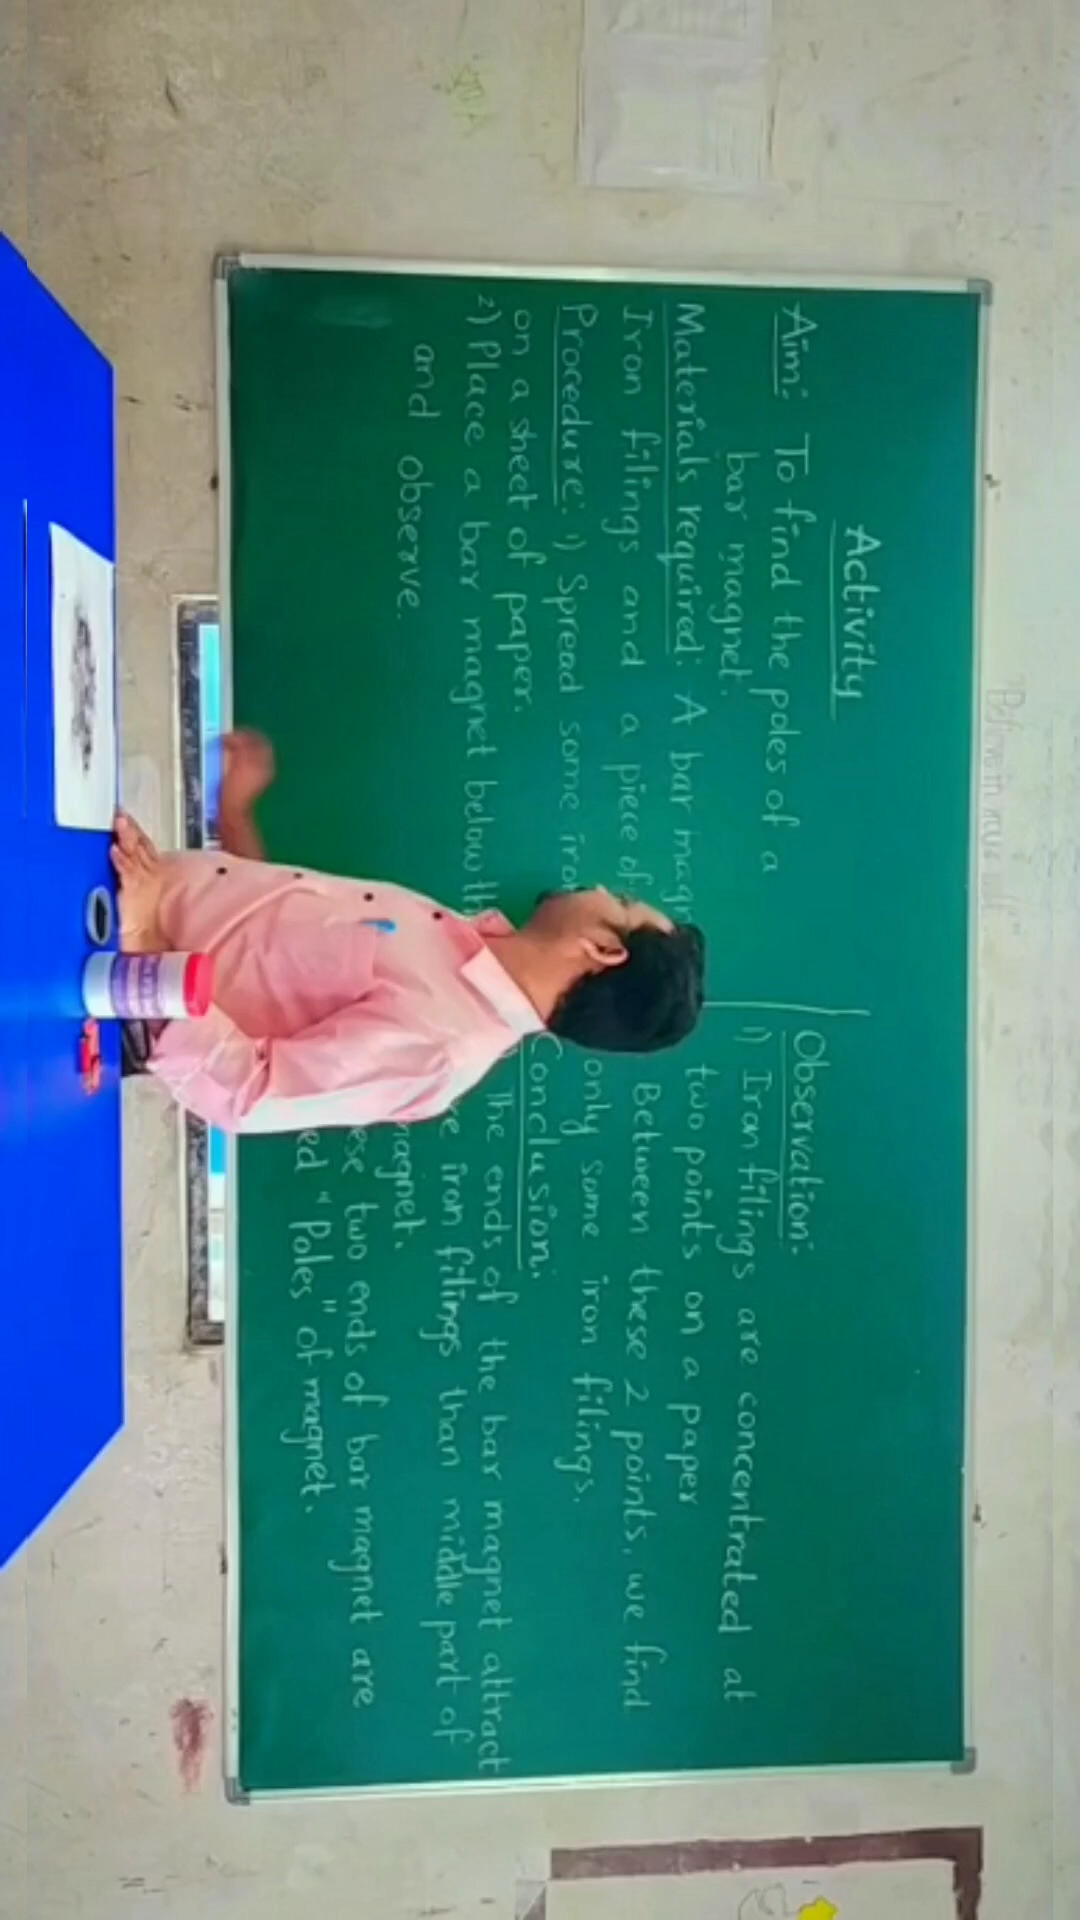 Activity
Aim: To find the poles of a
bar magnet.
Materials required: A bar
Iron filings and a piece of
Procedure: 1) Spread some
on a sheet of paper.
2) Place a bar magnet below
and observe.
Observation:
1) Iron filings are concentrated at
two points on a paper
Between these 2 points, we find
only some iron filings.
Conclusion:
The ends of the bar magnet attract
iron filings than middle part of
magnet.
two ends of bar magnet are
"Poles" of magnet.